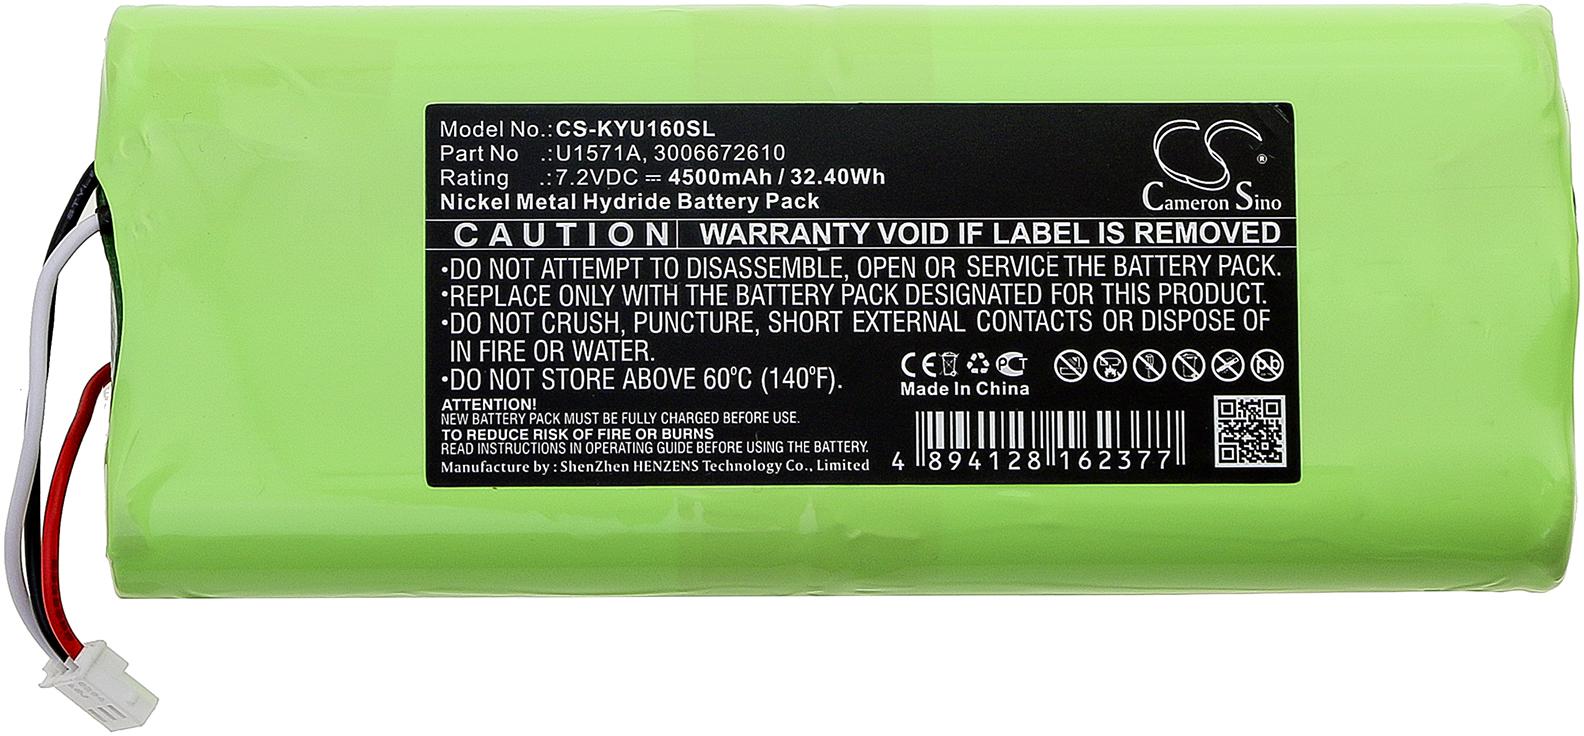 Model No.:CS-KYU160SL
Part No .:U1571A, 3006672610
Rating .:7.2VDC ⎓ 4500mAh / 32.40Wh
Nickel Metal Hydride Battery Pack
CS ®
Cameron Sino
CAUTION WARRANTY VOID IF LABEL IS REMOVED
•DO NOT ATTEMPT TO DISASSEMBLE, OPEN OR SERVICE THE BATTERY PACK.
•REPLACE ONLY WITH THE BATTERY PACK DESIGNATED FOR THIS PRODUCT.
•DO NOT CRUSH, PUNCTURE, SHORT EXTERNAL CONTACTS OR DISPOSE OF
IN FIRE OR WATER.
•DO NOT STORE ABOVE 60°C (140°F).
CE PCT Pb
Made In China
ATTENTION!
NEW BATTERY PACK MUST BE FULLY CHARGED BEFORE USE.
TO REDUCE RISK OF FIRE OR BURNS
READ INSTRUCTIONS IN OPERATING GUIDE BEFORE USING THE BATTERY.
Manufacture by : ShenZhen HENZENS Technology Co., Limited
4 894128 162377